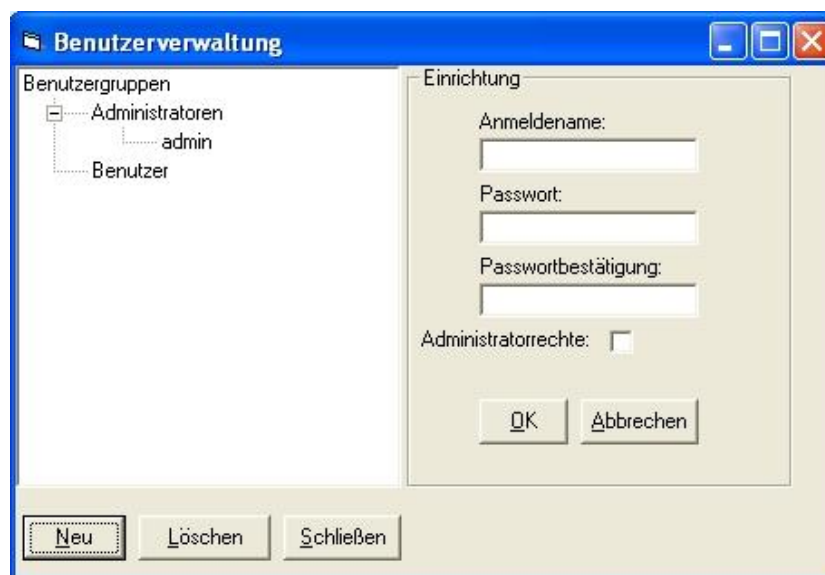 Benutzerverwaltung
Benutzergruppen
Administratoren
admin
Benutzer
Einrichtung
Anmeldename:
Passwort:
Passwortbestätigung:
Administratorrechte:
OK Abbrechen
Neu Löschen Schließen